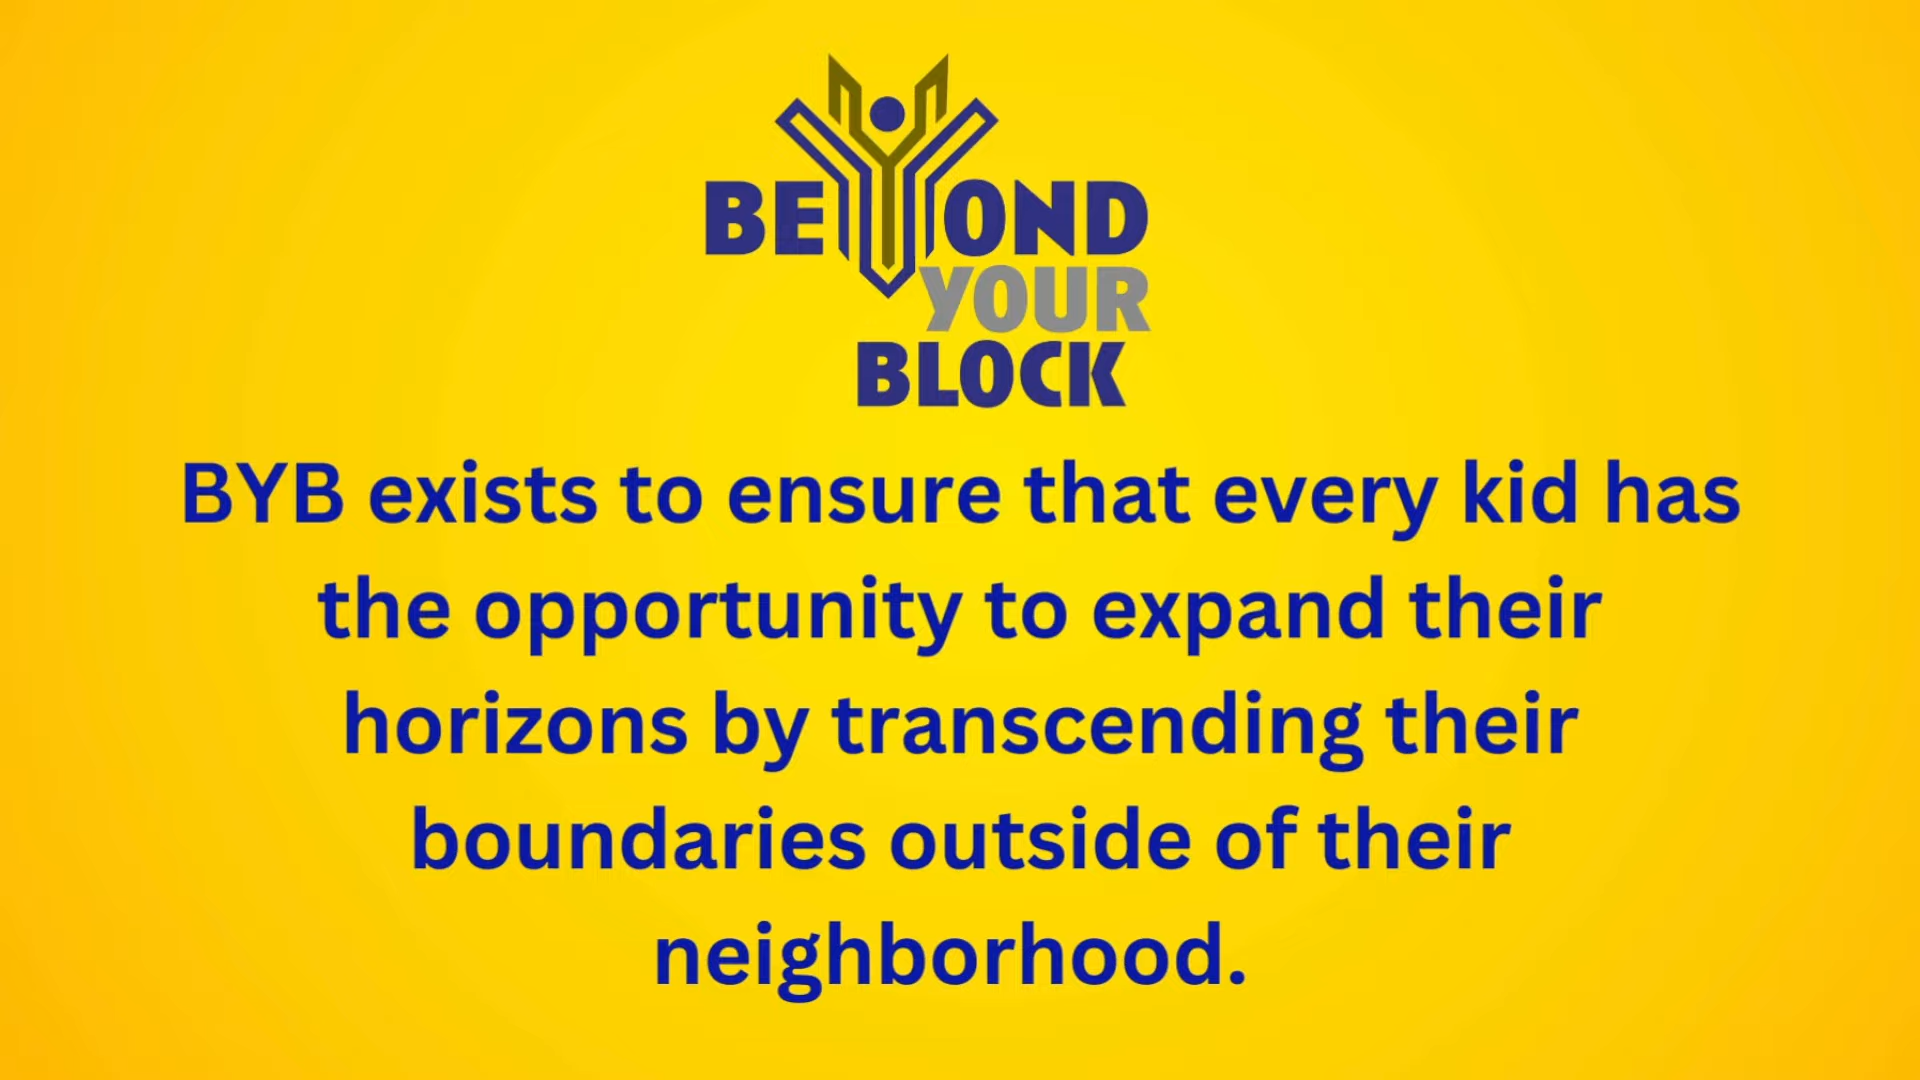 BEYOND
YOUR
BLOCK
BYB exists to ensure that every kid has
the opportunity to expand their
horizons by transcending their
boundaries outside of their
neighborhood.